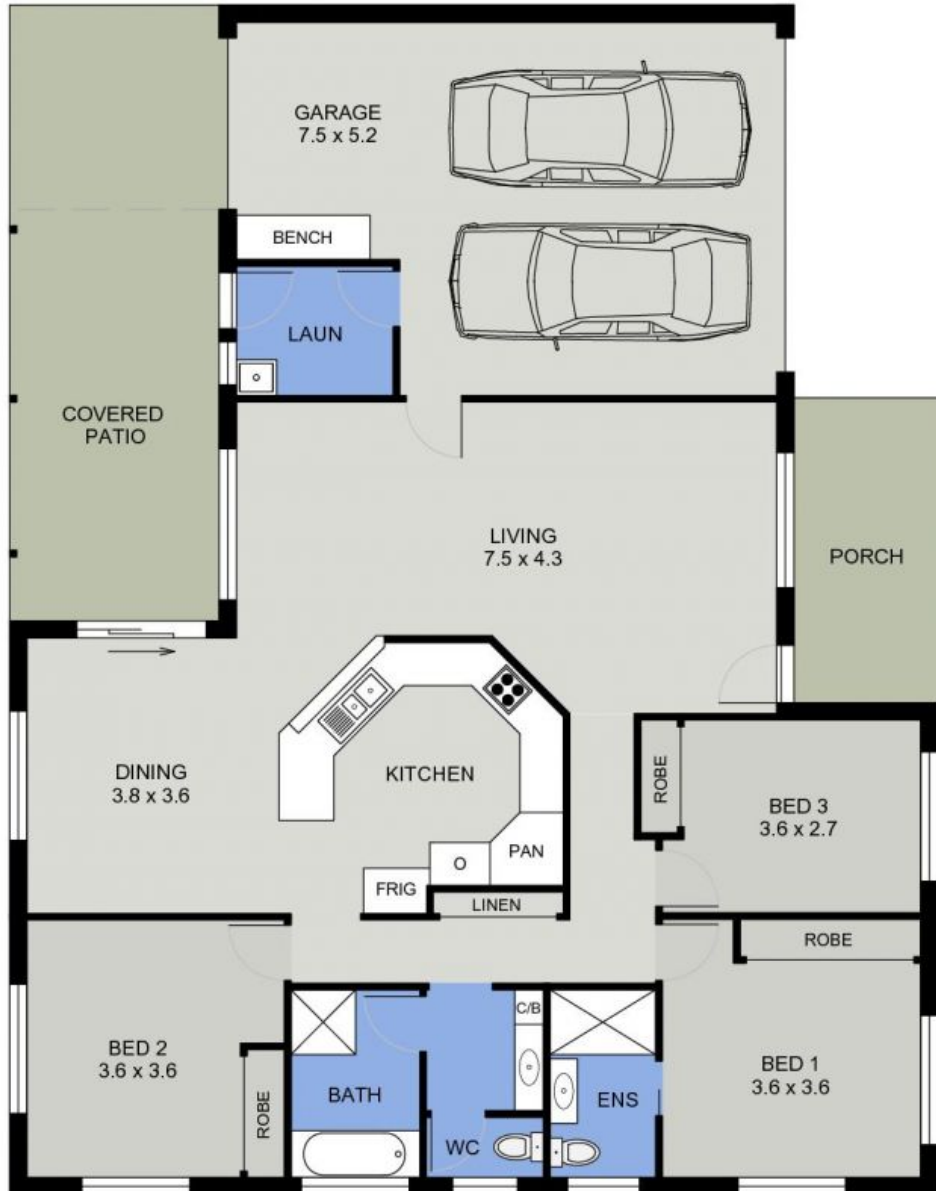 GARAGE
7.5 x 5.2
BENCH
LAUN
COVERED
PATIO
LIVING
7.5 x 4.3
PORCH
DINING
3.8 x 3.6
KITCHEN
ROBE
BED 3
3.6 x 2.7
O
PAN
FRIG
LINEN
ROBE
BED 2
3.6 x 3.6
ROBE
BATH
C/B
WC
ENS
BED 1
3.6 x 3.6